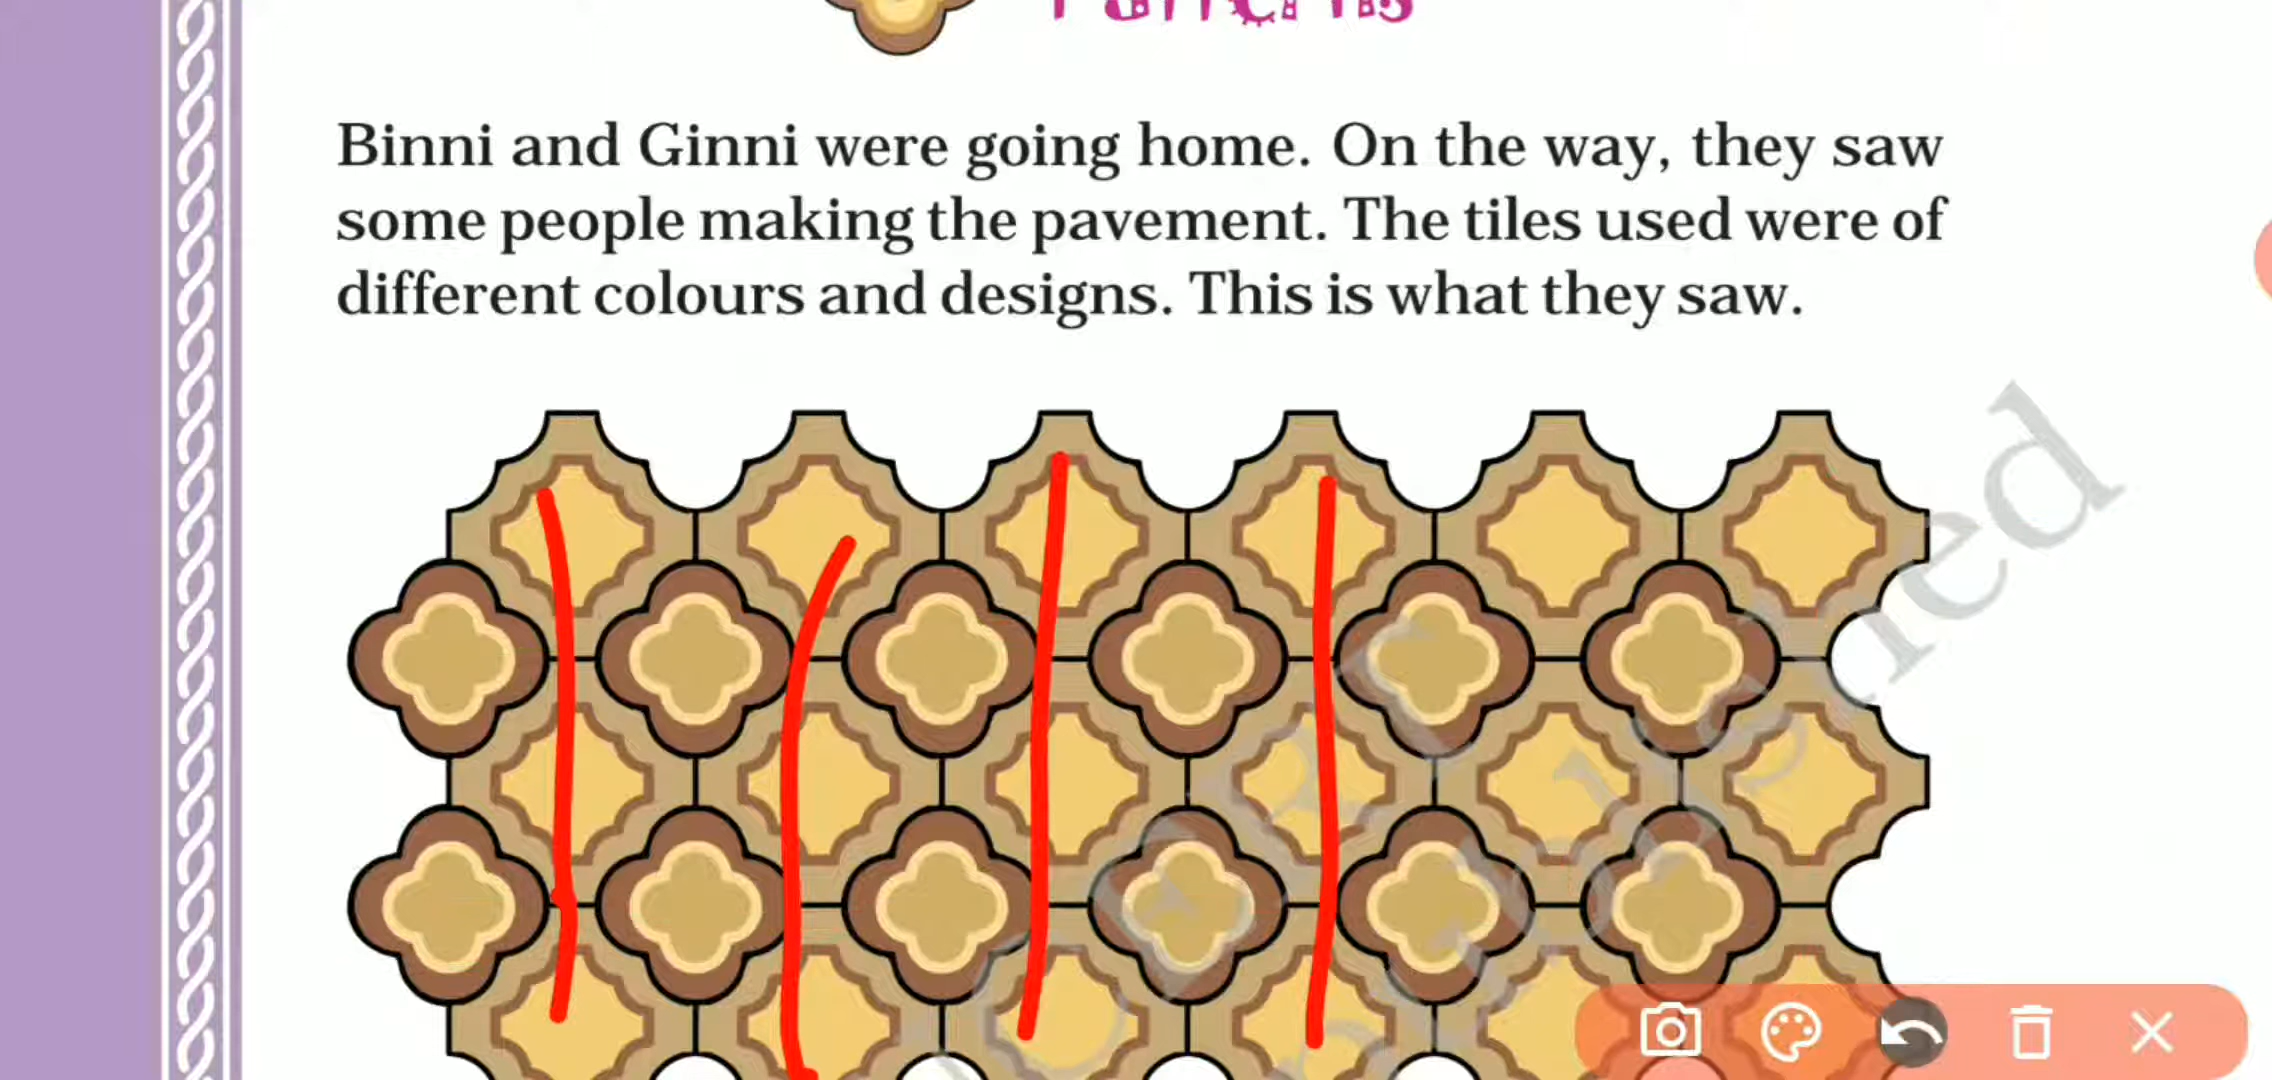 Patterns
Binni and Ginni were going home. On the way, they saw
some people making the pavement. The tiles used were of
different colours and designs. This is what they saw.